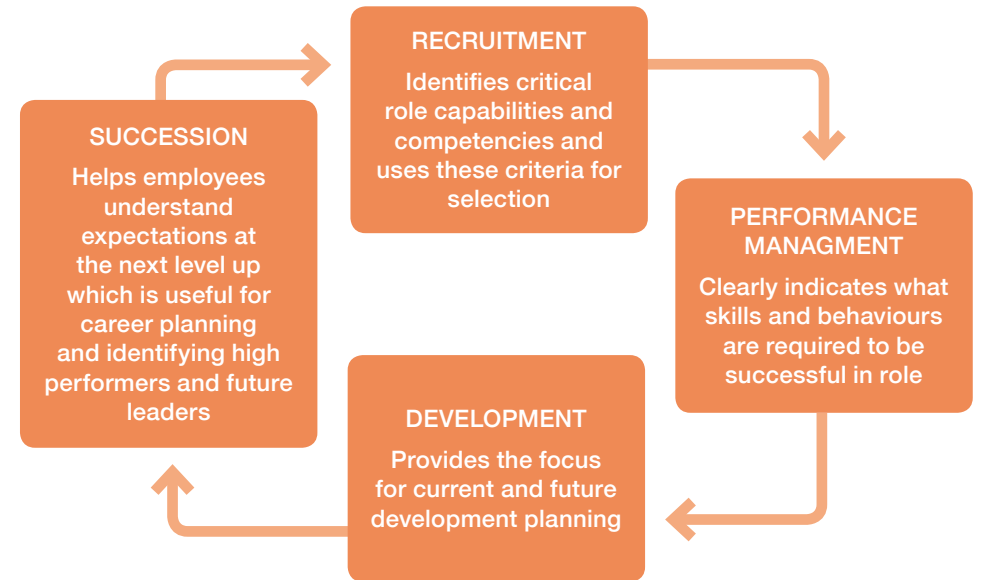 RECRUITMENT
Identifies critical
role capabilities and
competencies and
uses these criteria for
selection
PERFORMANCE
MANAGMENT
Clearly indicates what
skills and behaviours
are required to be
successful in role
DEVELOPMENT
Provides the focus
for current and future
development planning
SUCCESSION
Helps employees
understand
expectations at
the next level up
which is useful for
career planning
and identifying high
performers and future
leaders